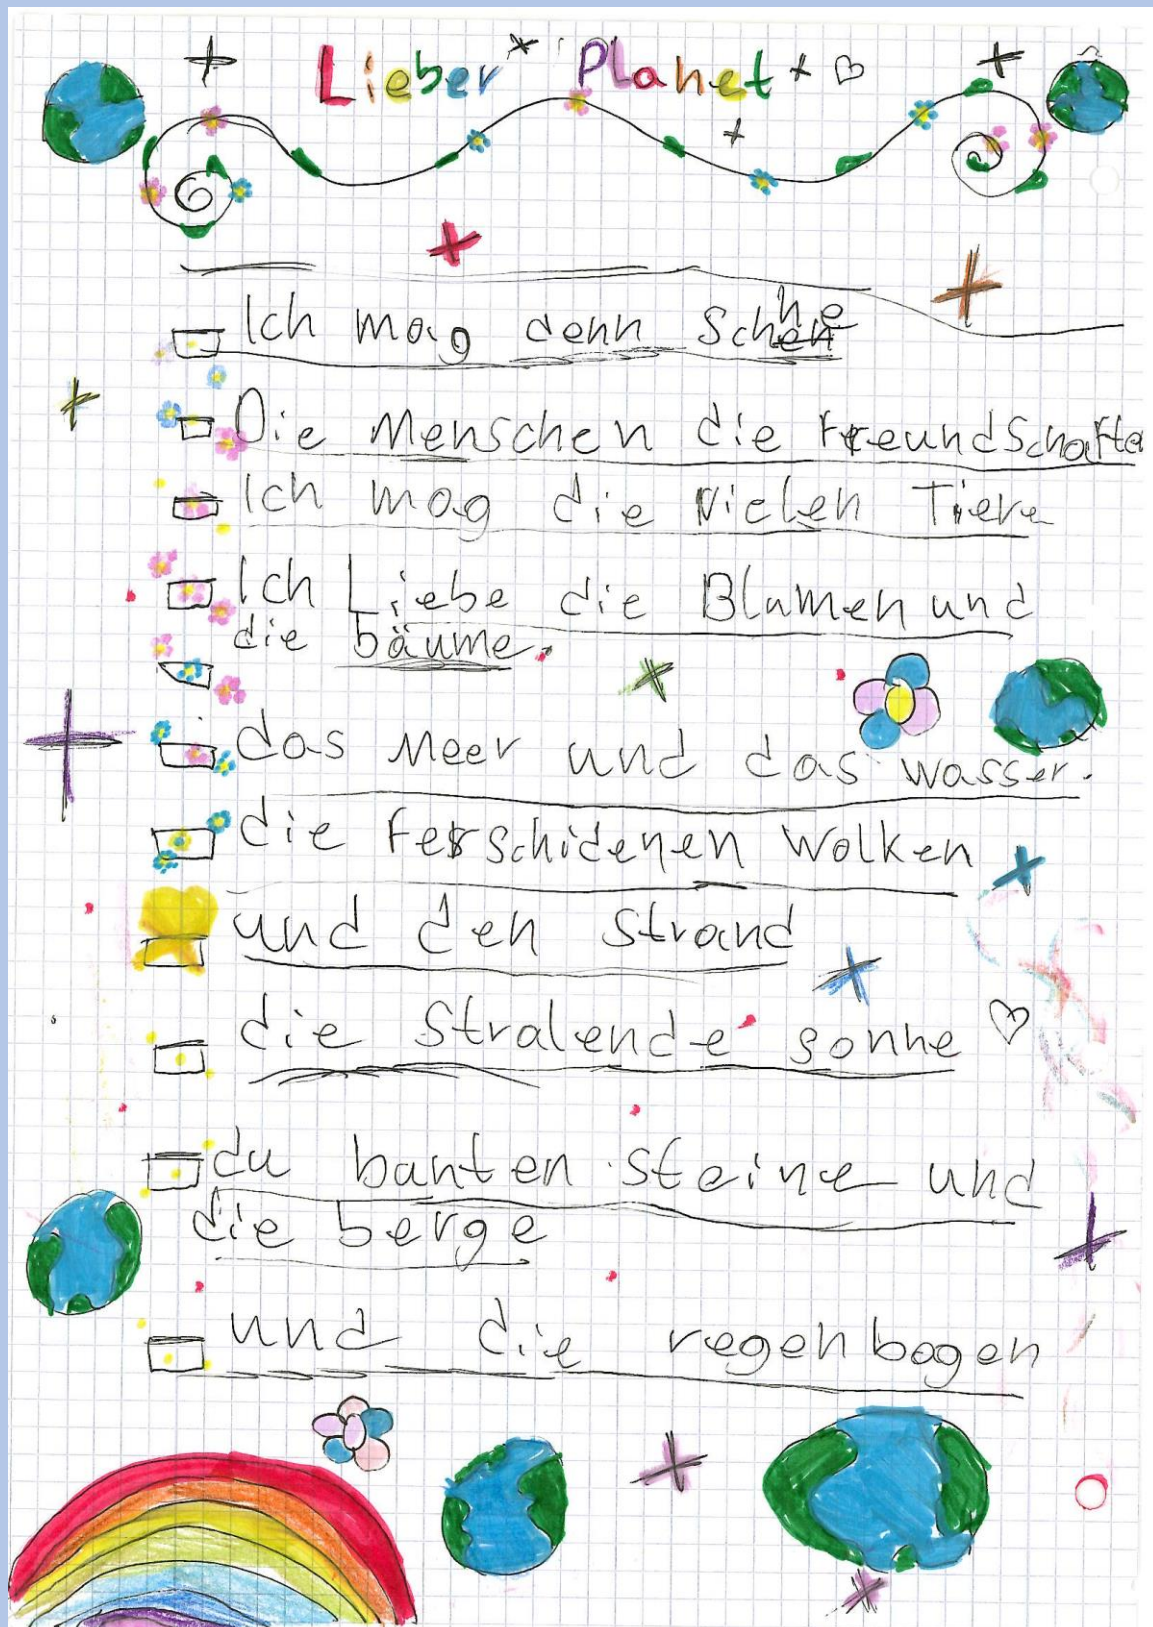 Lieber Planet
Ich mag denn Schne
Die Menschen die Freundschafte
Ich mag die vielen Tiere
Ich Liebe die Blumen und
die bäume.
das Meer und das wasser.
die ferschidenen Wolken
und den Strand
die Stralende sonne
du banten Steine und
die berge
und die regenbogen